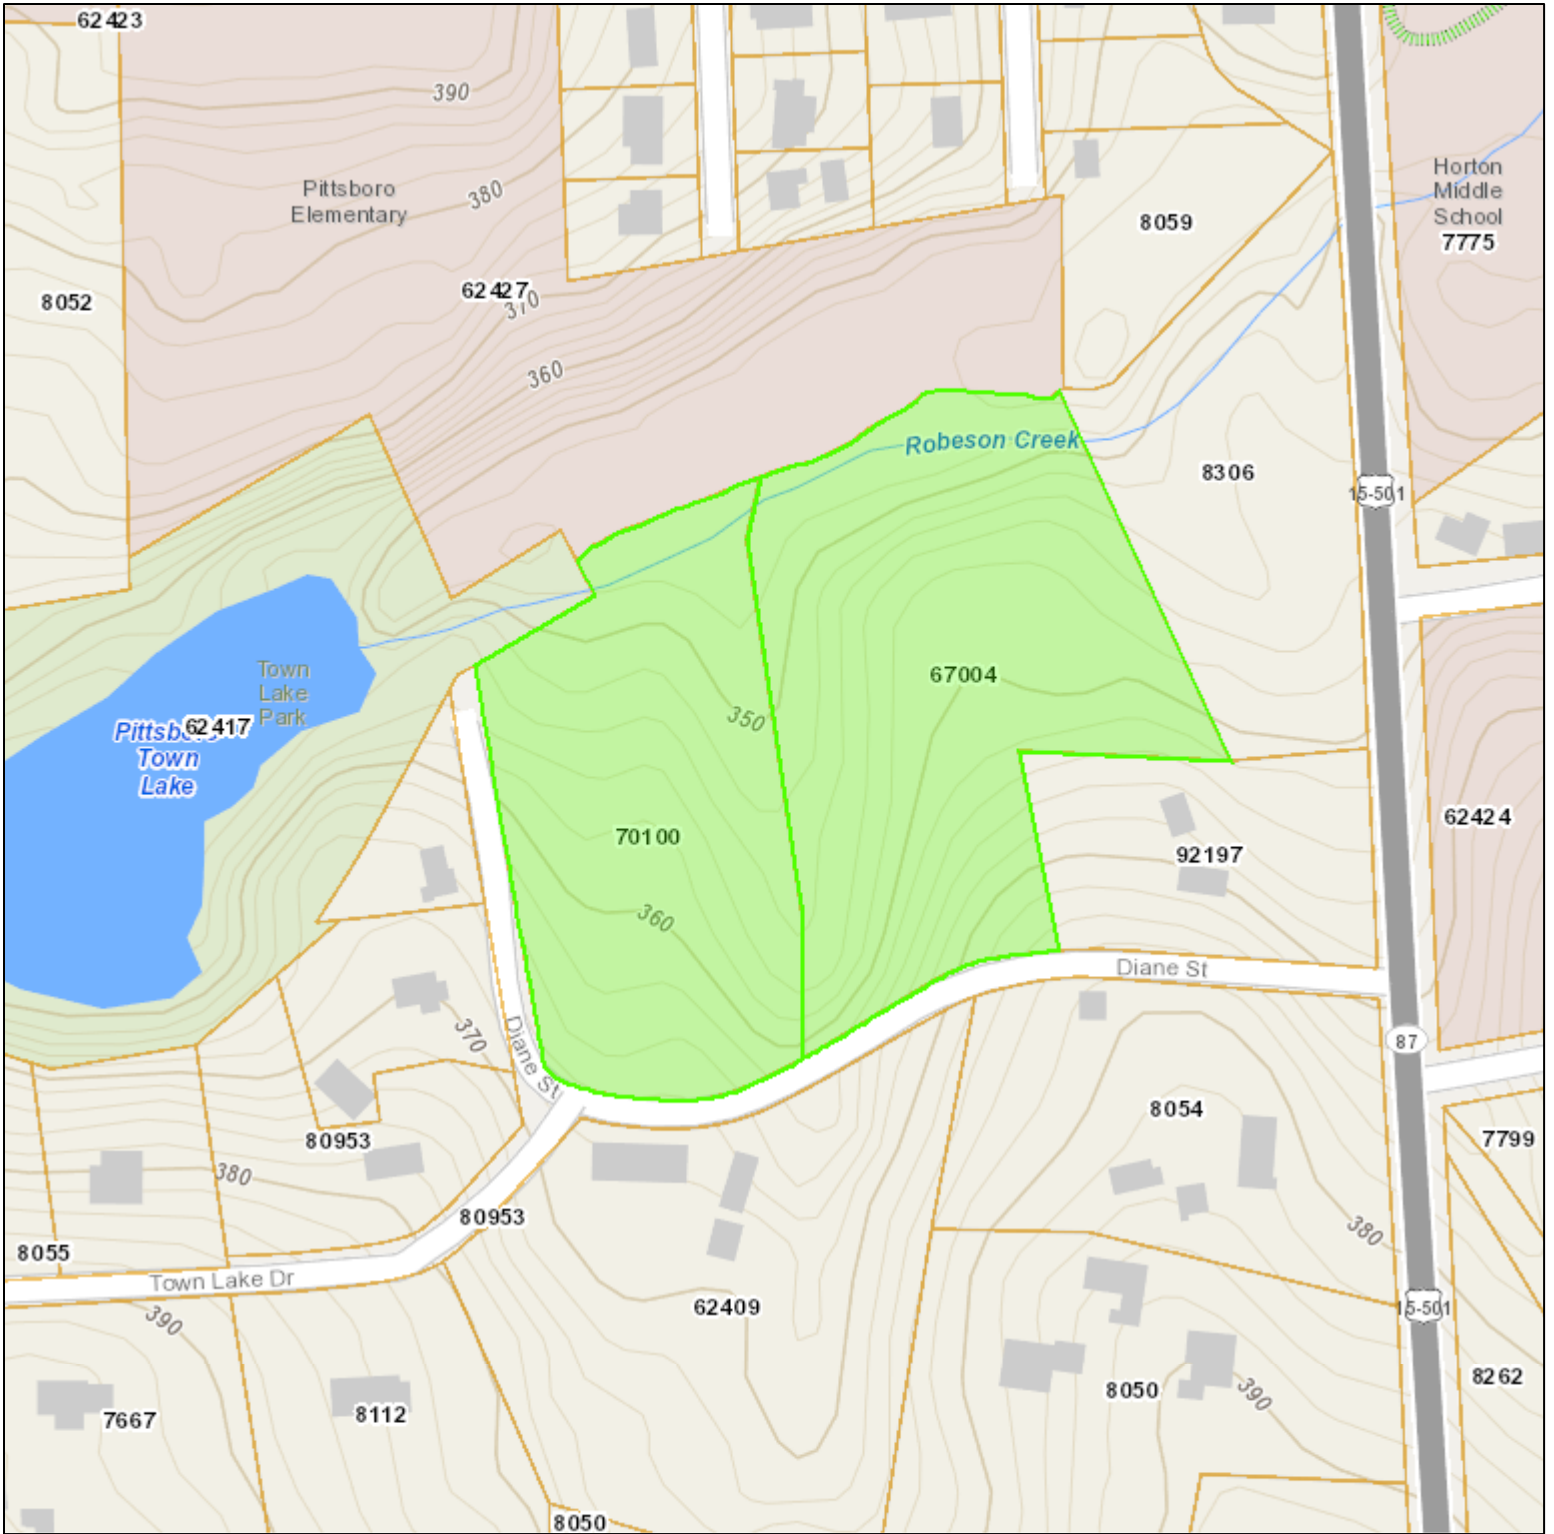 62423
390
Pittsboro
Elementary
380
Horton
Middle
School
7775
8059
8052
62427
370
360
Robeson Creek
8306
15-501
Town
Lake
Park
62417
Pittsboro
Town
Lake
67004
350
70100
62424
92197
360
Diane St
370
Diane St
87
8054
7799
80953
380
80953
380
8055
Town Lake Dr
390
62409
15-501
8262
8050
390
7667
8112
8050